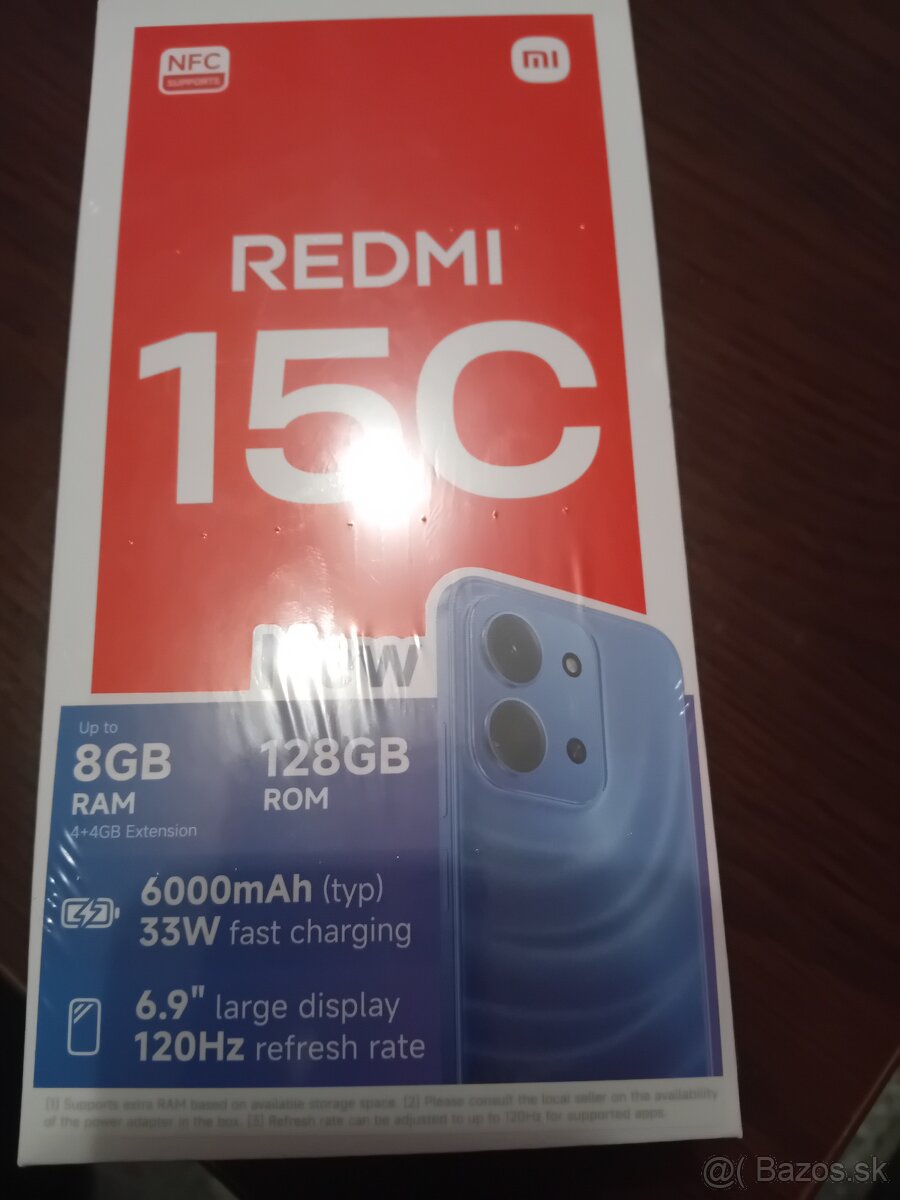 NFC
SUPPORTS
mi
REDMI
15C
Up to
8GB
RAM
4+4GB Extension
128GB
ROM
6000mAh (typ)
33W fast charging
6.9" large display
120Hz refresh rate
[1] Supports extra RAM based on available storage space. [2] Please consult the local seller on the availability
of the power adapter in the box. [3] Refresh rate can be adjusted to up to 120Hz for supported apps.
@( Bazos.sk